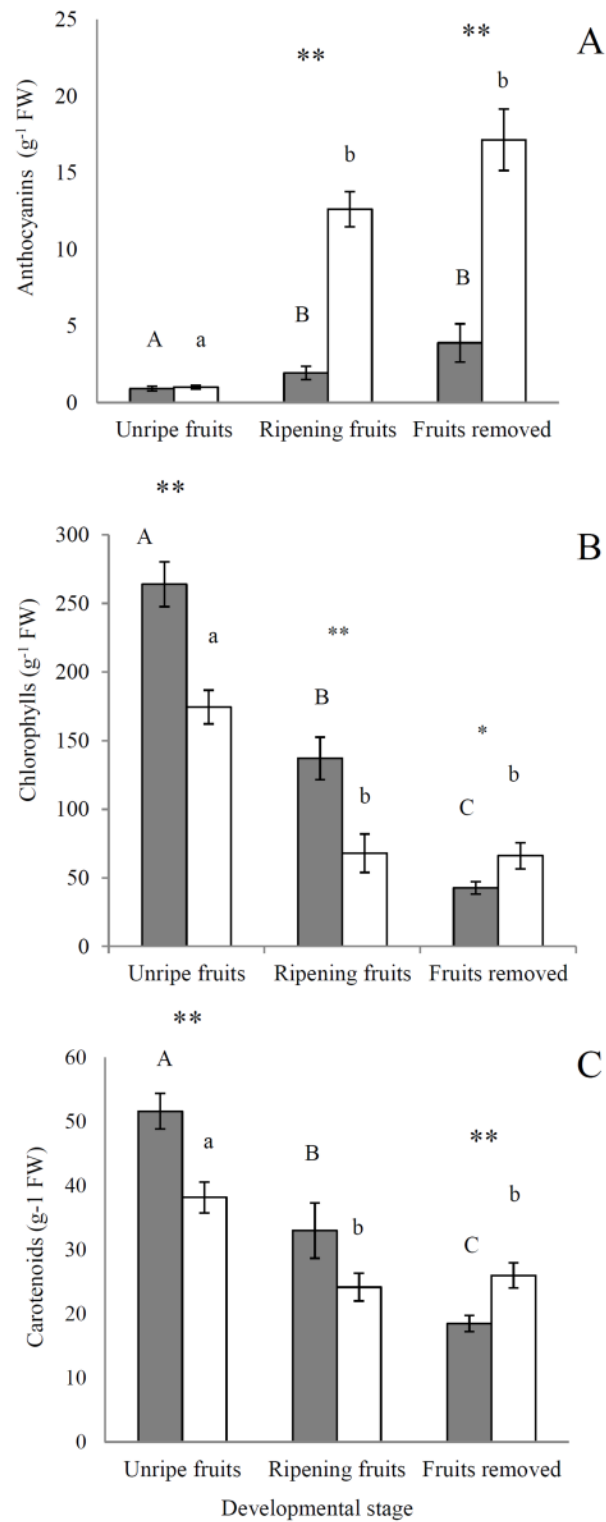 A
Anthocyanins (g⁻¹ FW)
25
20
15
10
5
0
** **
b b
A a B B
Unripe fruits Ripening fruits Fruits removed
B
Chlorophylls (g⁻¹ FW)
300
250
200
150
100
50
0
** ** *
A a B b C b
Unripe fruits Ripening fruits Fruits removed
C
Carotenoids (g-1 FW)
60
50
40
30
20
10
0
** **
A a B b C b
Unripe fruits Ripening fruits Fruits removed
Developmental stage